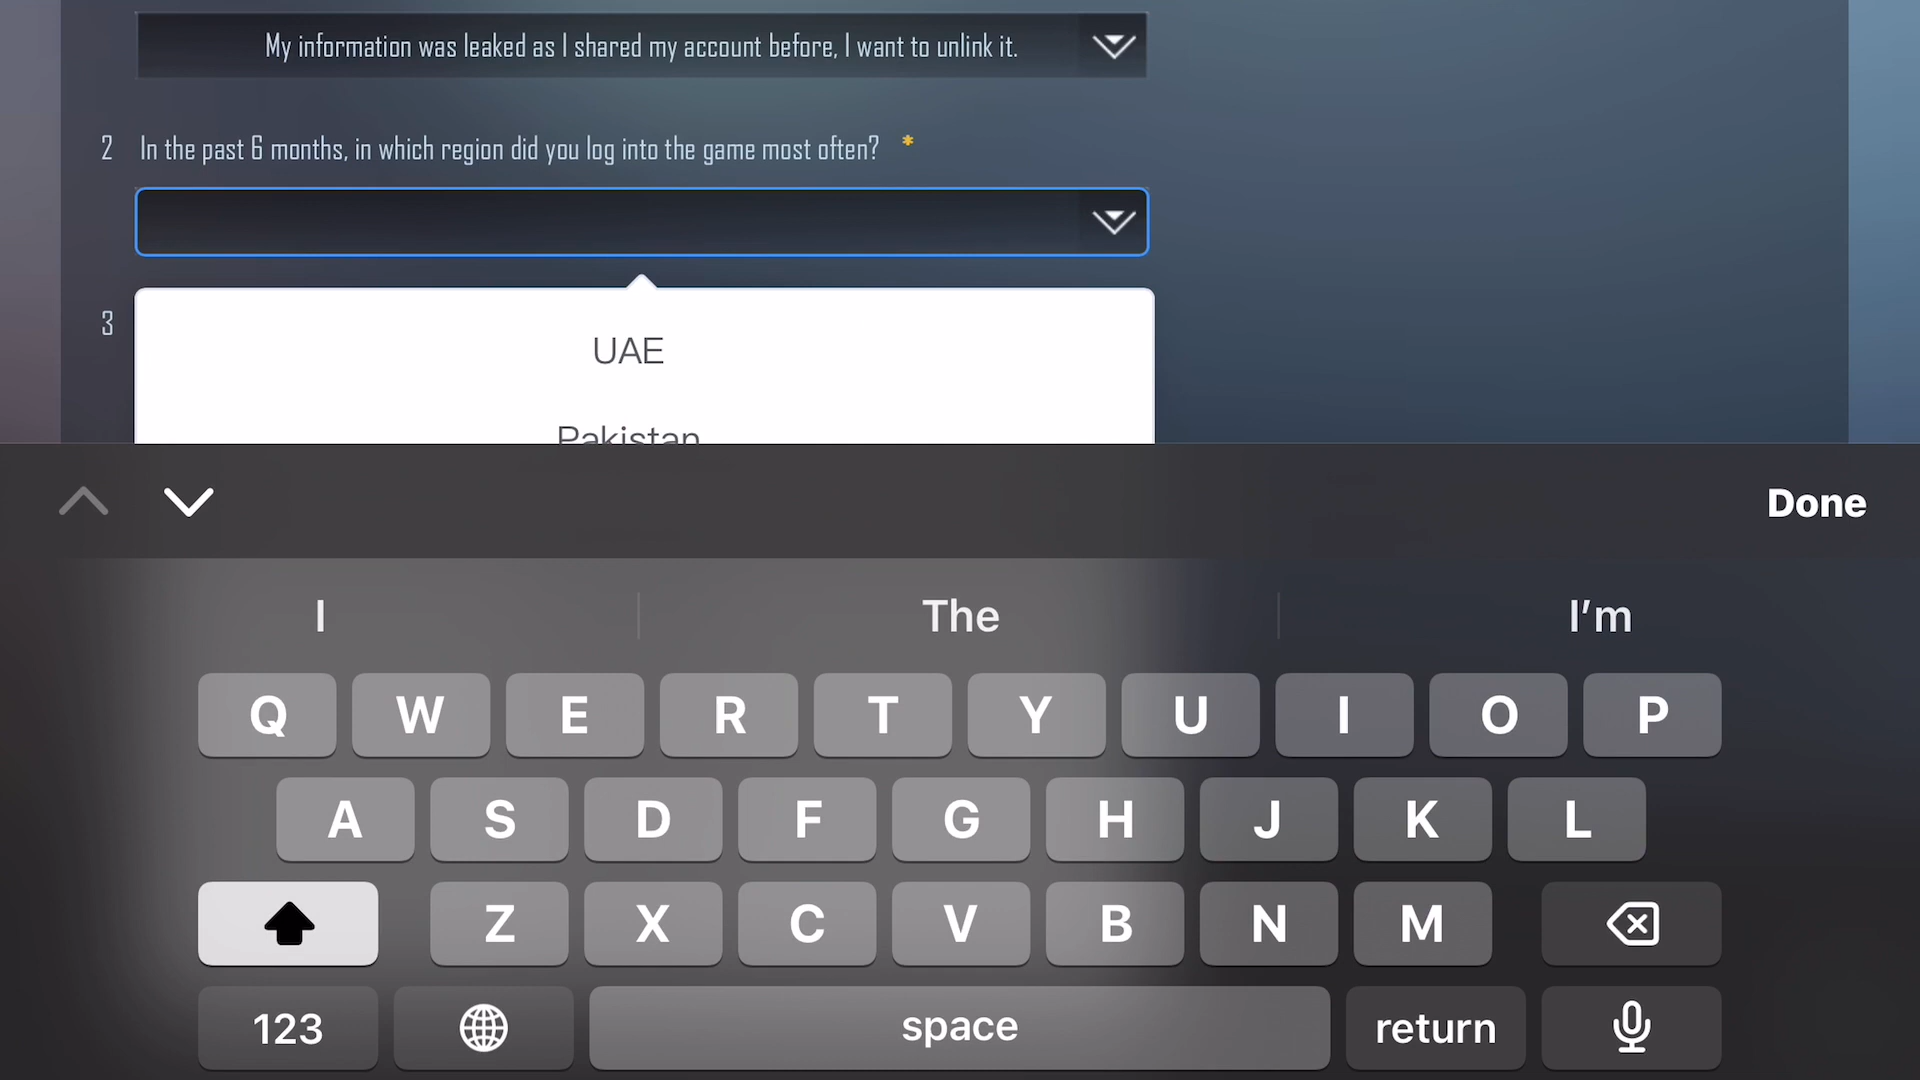 My information was leaked as I shared my account before, I want to unlink it.
2 In the past 6 months, in which region did you log into the game most often? *
3
UAE
Pakistan
Done
I The I'm
Q W E R T Y U I O P
A S D F G H J K L
Z X C V B N M
123 space return